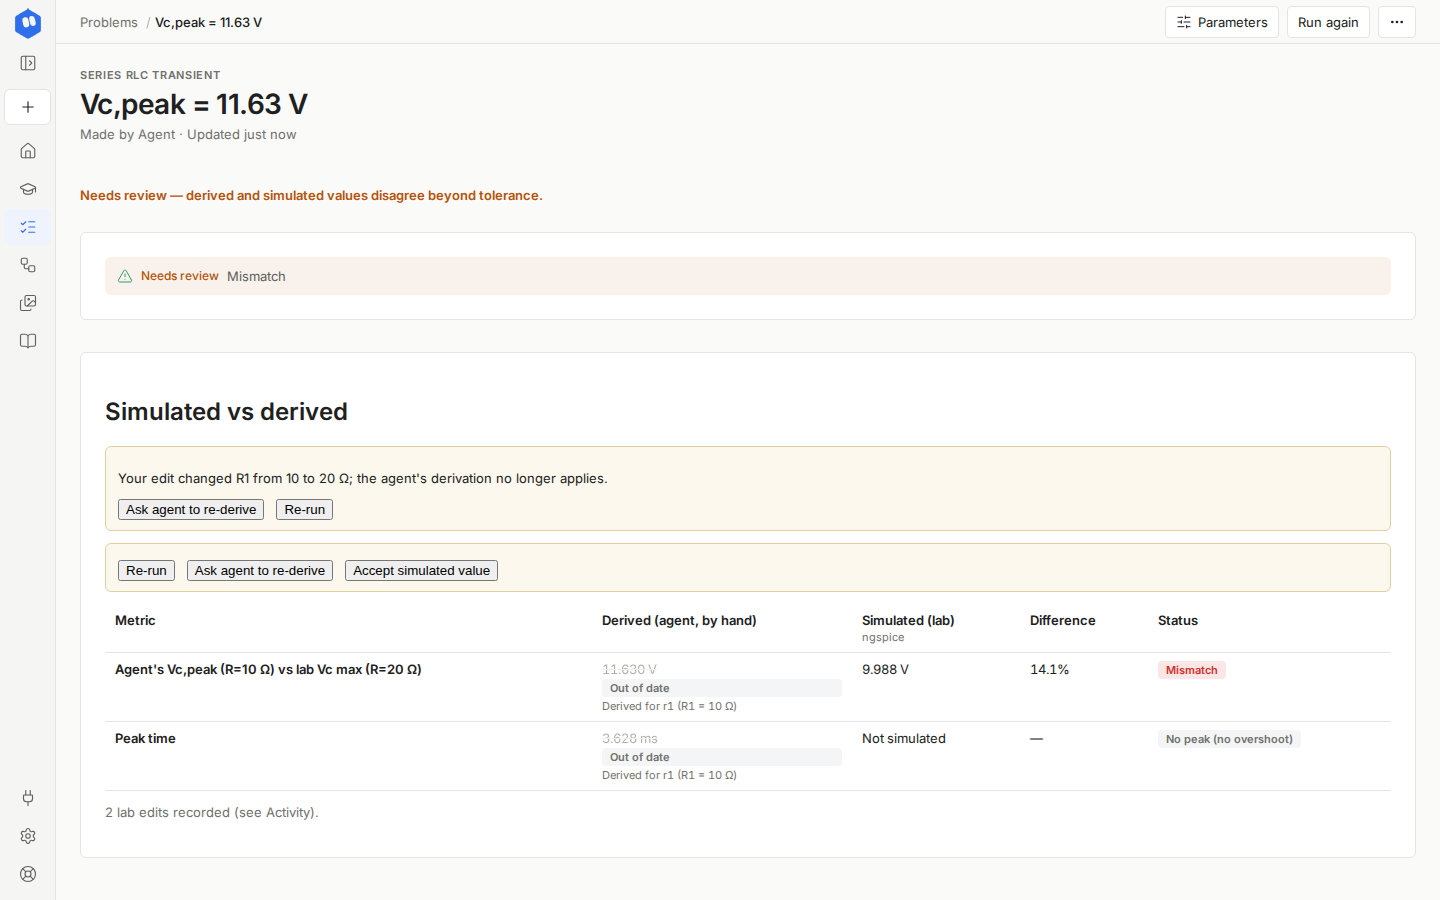 Problems / Vc,peak = 11.63 V
Parameters
Run again
SERIES RLC TRANSIENT
Vc,peak = 11.63 V
Made by Agent · Updated just now
Needs review — derived and simulated values disagree beyond tolerance.
Needs review Mismatch
Simulated vs derived
Your edit changed R1 from 10 to 20 Ω; the agent's derivation no longer applies.
Ask agent to re-derive Re-run
Re-run Ask agent to re-derive Accept simulated value
Metric Derived (agent, by hand) Simulated (lab) Difference Status
ngspice
Agent's Vc,peak (R=10 Ω) vs lab Vc max (R=20 Ω) 11.630 V 9.988 V 14.1% Mismatch
Out of date
Derived for r1 (R1 = 10 Ω)
Peak time 3.628 ms Not simulated — No peak (no overshoot)
Out of date
Derived for r1 (R1 = 10 Ω)
2 lab edits recorded (see Activity).